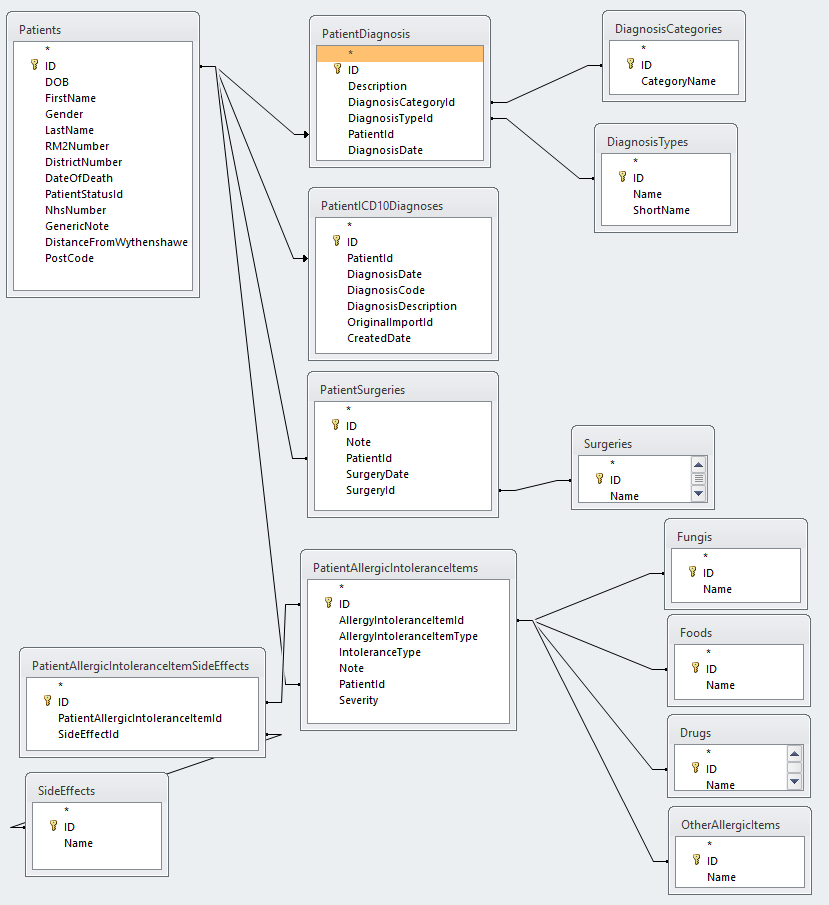 Patients
*
ID
DOB
FirstName
Gender
LastName
RM2Number
DistrictNumber
DateOfDeath
PatientStatusId
NhsNumber
GenericNote
DistanceFromWythenshawe
PostCode
PatientDiagnosis
*
ID
Description
DiagnosisCategoryId
DiagnosisTypeId
PatientId
DiagnosisDate
DiagnosisCategories
*
ID
CategoryName
DiagnosisTypes
*
ID
Name
ShortName
PatientICD10Diagnoses
*
ID
PatientId
DiagnosisDate
DiagnosisCode
DiagnosisDescription
OriginalImportId
CreatedDate
PatientSurgeries
*
ID
Note
PatientId
SurgeryDate
SurgeryId
Surgeries
*
ID
Name
PatientAllergicIntoleranceItems
*
ID
AllergyIntoleranceItemId
AllergyIntoleranceItemType
IntoleranceType
Note
PatientId
Severity
Fungis
*
ID
Name
Foods
*
ID
Name
Drugs
*
ID
Name
OtherAllergicItems
*
ID
Name
PatientAllergicIntoleranceItemSideEffects
*
ID
PatientAllergicIntoleranceItemId
SideEffectId
SideEffects
*
ID
Name